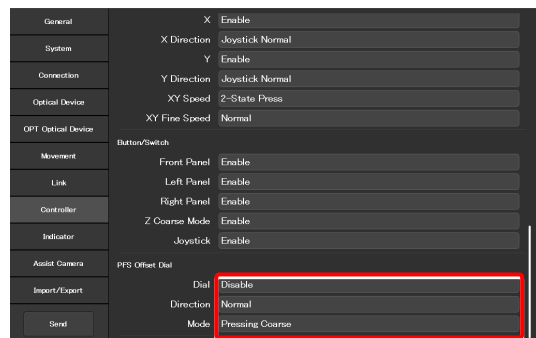 General
System
Connection
Optical Device
OPT Optical Device
Movement
Link
Controller
Indicator
Assist Camera
Import/Export
Send
X Enable
X Direction Joystick Normal
Y Enable
Y Direction Joystick Normal
XY Speed 2-State Press
XY Fine Speed Normal
Button/Switch
Front Panel Enable
Left Panel Enable
Right Panel Enable
Z Coarse Mode Enable
Joystick Enable
PFS Offset Dial
Dial Disable
Direction Normal
Mode Pressing Coarse